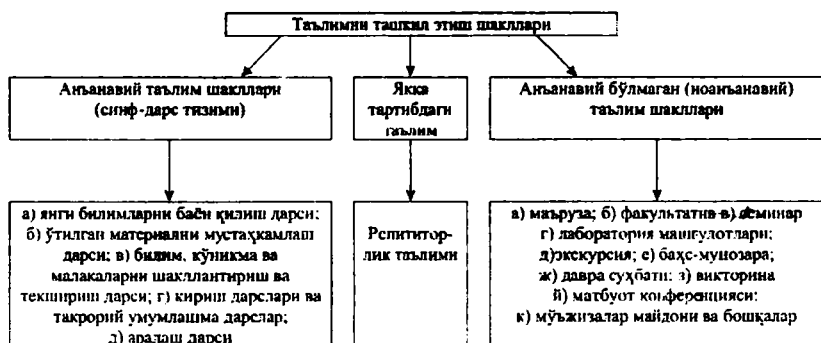 Таълимни ташкил этиш шакллари
Анъанавий таълим шакллари
(синф-дарс тизими)
Якка
тартибдаги
таълим
Анъанавий бўлмаган (ноанъанавий)
таълим шакллари
а) янги билимларни баён қилиш дарси;
б) ўтилган материални мустаҳкамлаш
дарси; в) билим, кўникма ва
малакаларни шакллантириш ва
текшириш дарси; г) кириш дарслари ва
такрорий умумлашма дарслар;
д) аралаш дарси
Рспититор-
лик таълими
а) маъруза; б) факультатив в) семинар
г) лаборатория машғулотлари;
д)экскурсия; е) баҳс-мунозара;
ж) давра суҳбати; з) викторина
й) матбуот конференцияси;
к) мўъжизалар майдони ва бошқалар